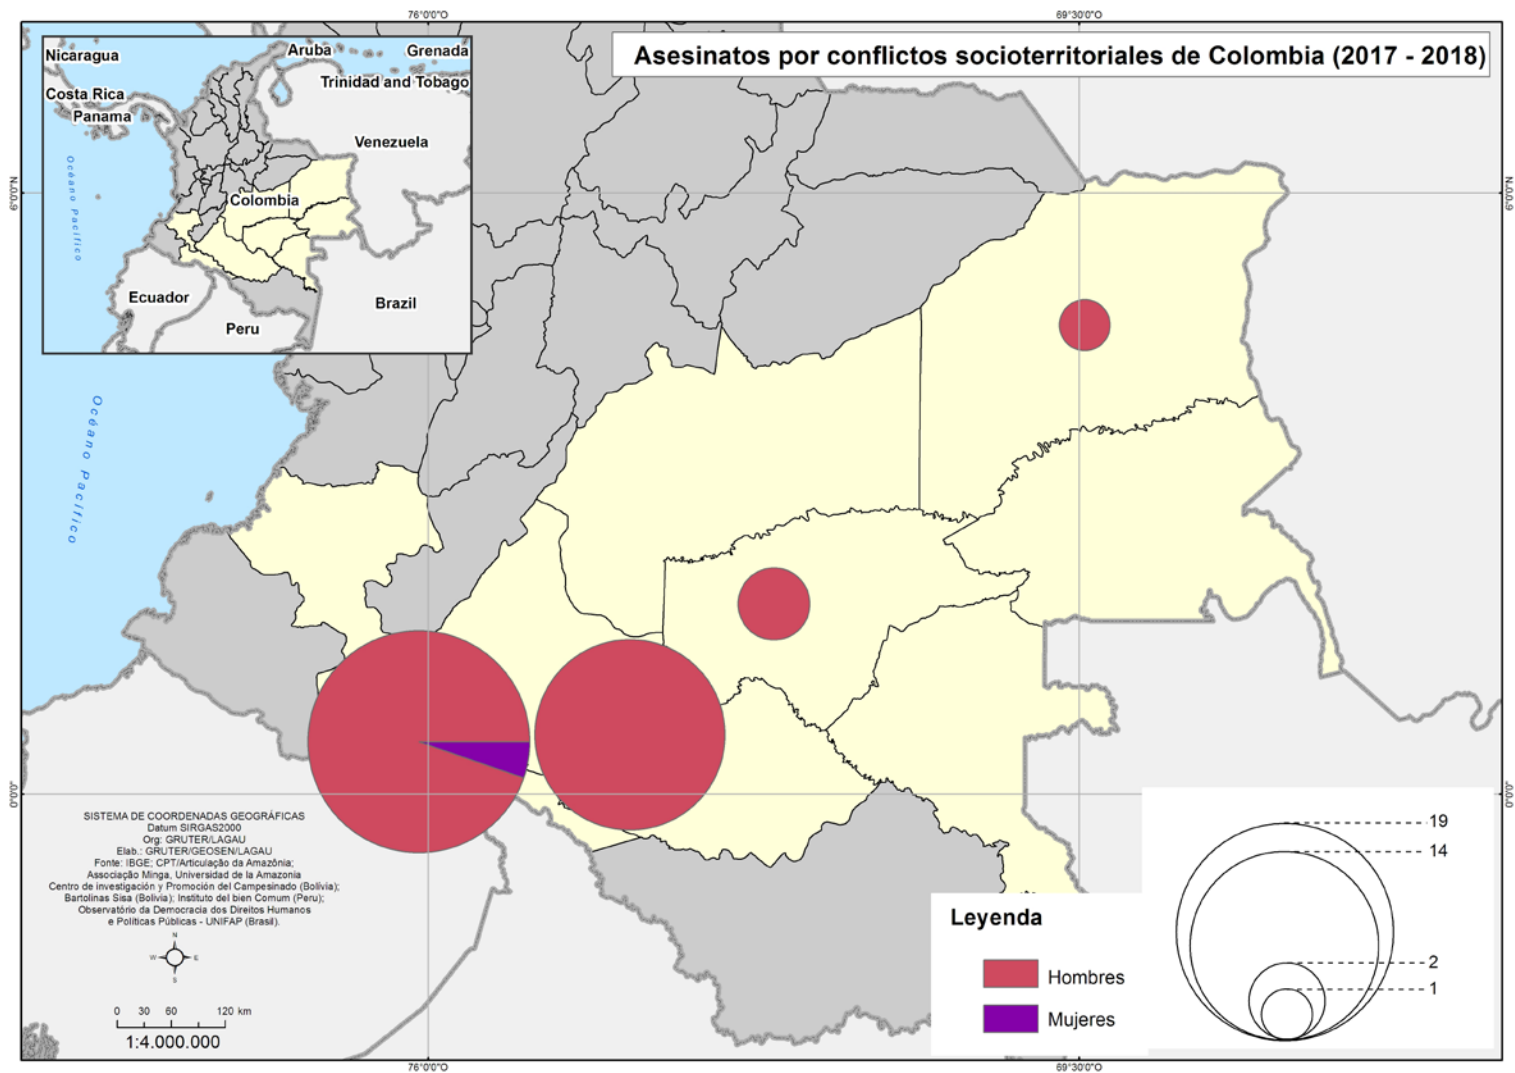 76°0'0"O
69°30'0"O
Asesinatos por conflictos socioterritoriales de Colombia (2017 - 2018)
Nicaragua
Aruba
Grenada
Trinidad and Tobago
Costa Rica
Panama
Venezuela
Océano Pacífico
Colombia
Ecuador
Brazil
Peru
6°0'0"N
6°0'0"N
Océano Pacífico
0°0'0"
0°0'0"
SISTEMA DE COORDENADAS GEOGRÁFICAS
Datum SIRGAS2000
Org: GRUTER/LAGAU
Elab.: GRUTER/GEOSEN/LAGAU
Fonte: IBGE; CPT/Articulação da Amazônia;
Associação Minga, Universidad de la Amazonia
Centro de investigación y Promoción del Campesinado (Bolívia);
Bartolinas Sisa (Bolivia); Instituto del bien Comum (Peru);
Observatório da Democracia dos Direitos Humanos
e Políticas Públicas - UNIFAP (Brasil).
N
W
E
S
0 30 60 120 km
1:4.000.000
Leyenda
Hombres
Mujeres
19
14
2
1
76°0'0"O
69°30'0"O